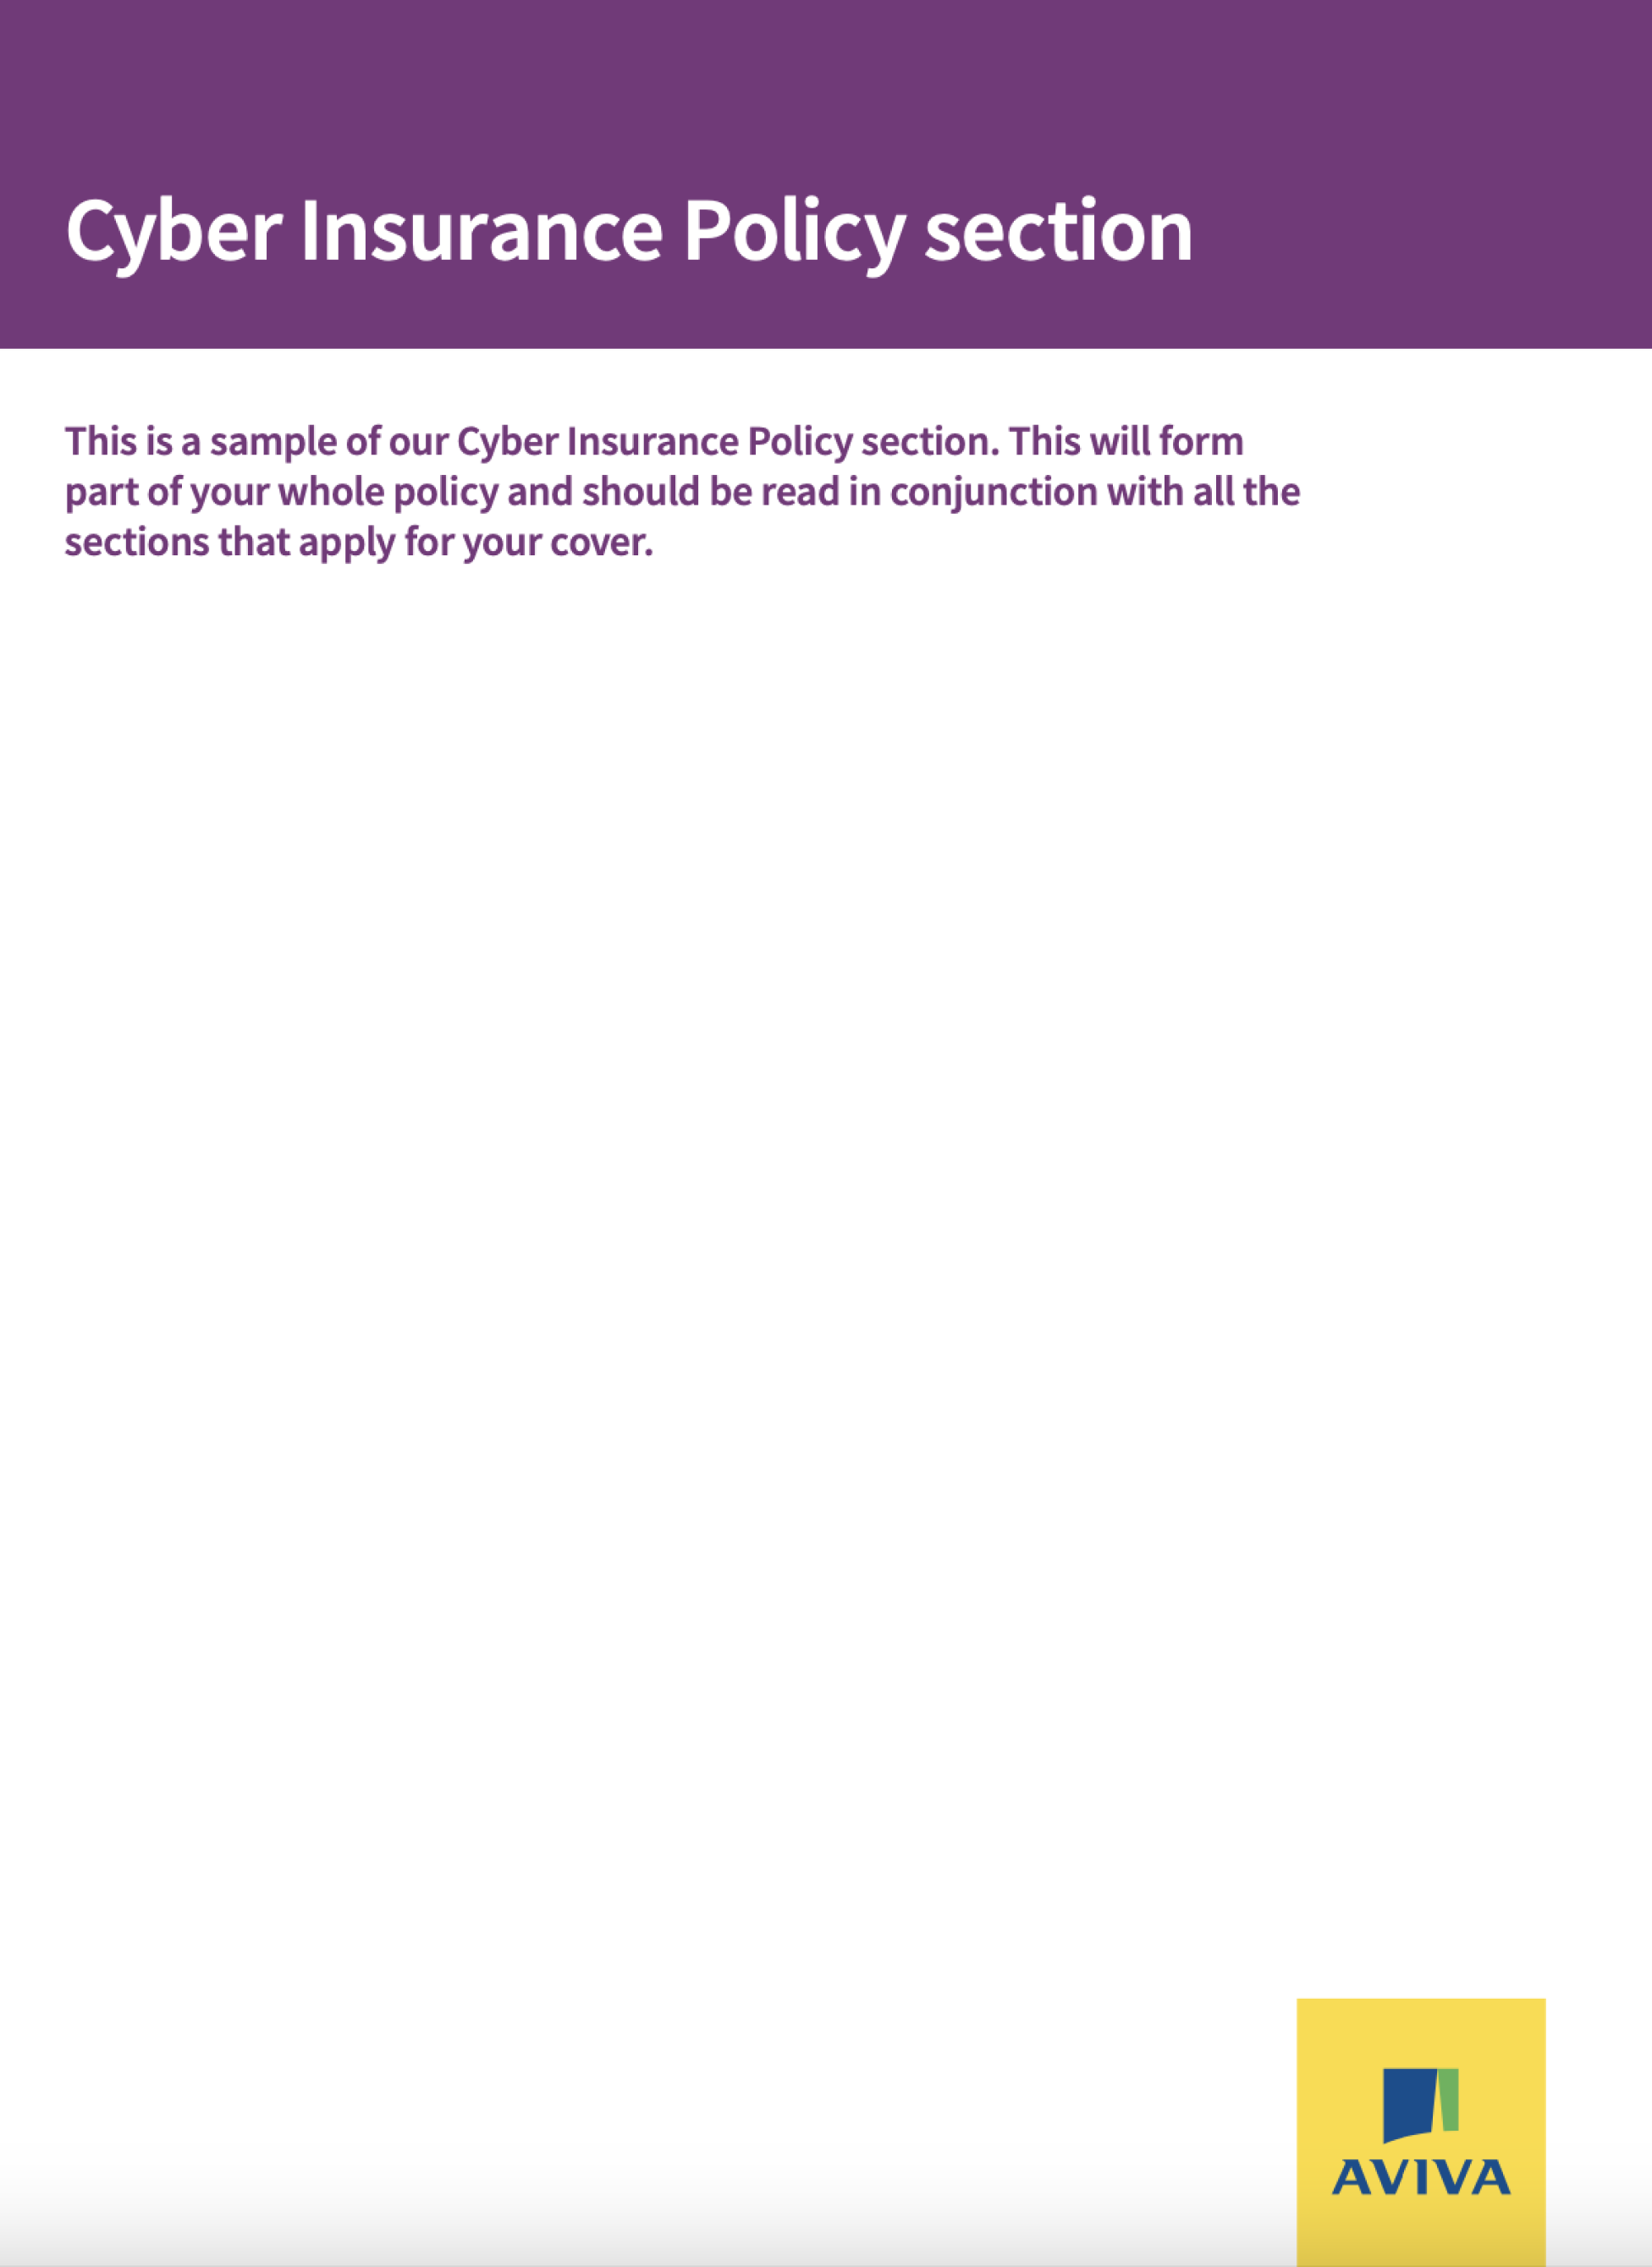 Cyber Insurance Policy section
This is a sample of our Cyber Insurance Policy section. This will form
part of your whole policy and should be read in conjunction with all the
sections that apply for your cover.
AVIVA